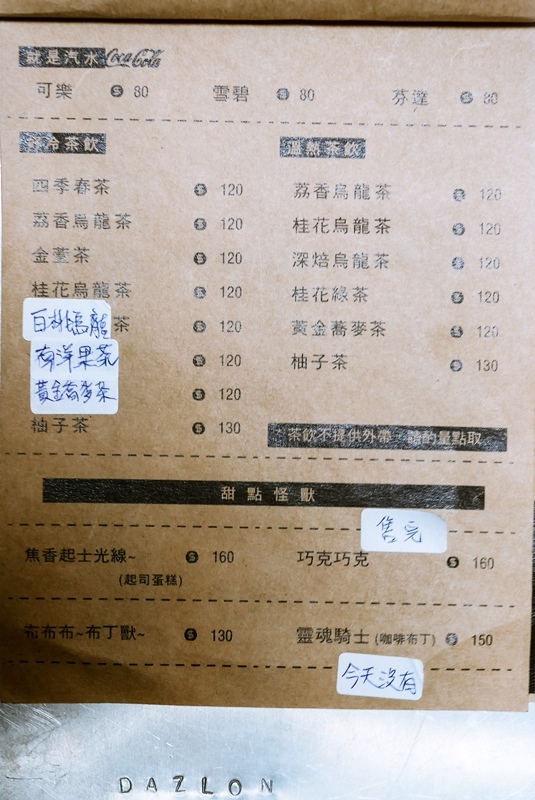 就是汽水 Coca-Cola
可樂 $ 80 雪碧 $ 80 芬達 $ 80
冷茶飲
四季春茶 $ 120
荔香烏龍茶 $ 120
金萱茶 $ 120
桂花烏龍茶 $ 120
白桃烏龍茶 $ 120
南洋果茶 $ 120
黃金蕎麥茶 $ 120
柚子茶 $ 130
溫熱茶飲
荔香烏龍茶 $ 120
桂花烏龍茶 $ 120
深焙烏龍茶 $ 120
桂花綠茶 $ 120
黃金蕎麥茶 $ 120
柚子茶 $ 130
茶飲不提供外帶，請酌量點取
甜點怪獸
售完
焦香起士光線~ $ 160
(起司蛋糕)
巧克巧克 $ 160
布布布~布丁獸~ $ 130
靈魂騎士(咖啡布丁) $ 150
今天沒有
DAZLON